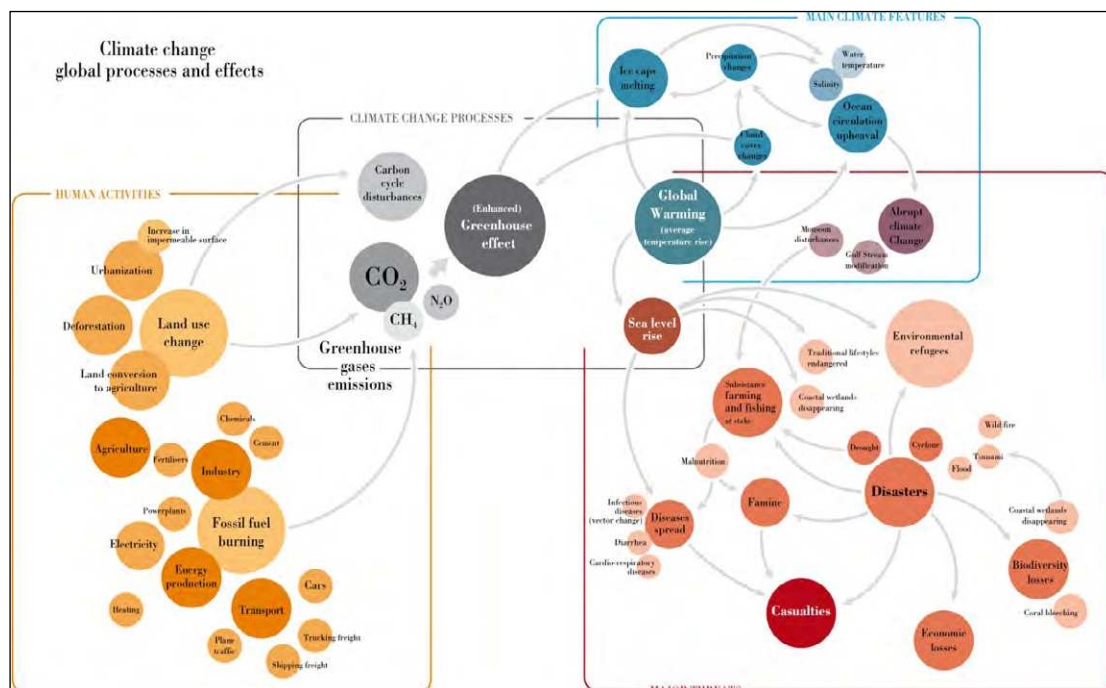 Climate change
global processes and effects
MAIN CLIMATE FEATURES
Ice caps
melting
Precipitation
changes
Water
temperature
Salinity
Ocean
circulation
upheaval
Cloud
cover
changes
CLIMATE CHANGE PROCESSES
Carbon
cycle
disturbances
(Enhanced)
Greenhouse
effect
Global
Warming
(average
temperature rise)
Abrupt
climate
Change
Monsoon
disturbances
Gulf Stream
modification
CO₂
N₂O
CH₄
Greenhouse
gases
emissions
Sea level
rise
HUMAN ACTIVITIES
Increase in
impermeable surface
Urbanization
Deforestation
Land use
change
Land conversion
to agriculture
Chemicals
Cement
Agriculture
Fertilisers
Industry
Powerplants
Fossil fuel
burning
Electricity
Energy
production
Heating
Transport
Cars
Plane
traffic
Trucking freight
Shipping freight
Environmental
refugees
Traditional lifestyles
endangered
Subsistance
farming
and fishing
at stake
Coastal wetlands
disappearing
Malnutrition
Drought
Cyclone
Wild fire
Tsunami
Flood
Disasters
Infectious
diseases
(vector change)
Diseases
spread
Famine
Diarrhea
Cardio-respiratory
diseases
Coastal wetlands
disappearing
Biodiversity
losses
Coral bleaching
Casualties
Economic
losses
MAJOR THREATS